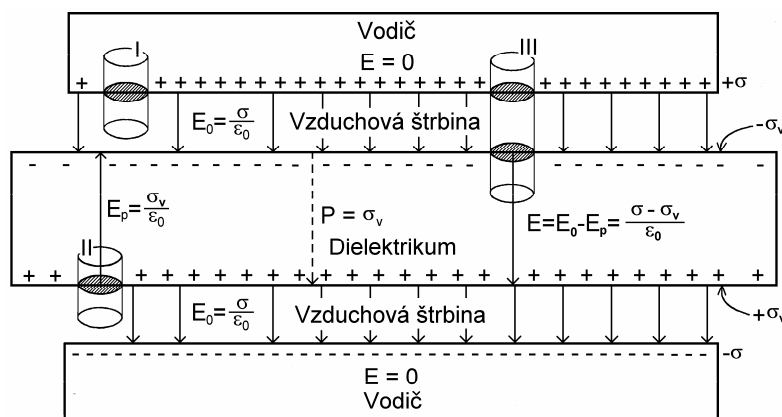 Vodič
I
III
E = 0
+ + + + + + + + + + + + + + + + + + + + + + + + +σ
E₀ = σ/ε₀
Vzduchová štrbina
-σᵥ
- - - - - - - - - - - - - - - - - - - - - - -
Eₚ = σᵥ/ε₀
P = σᵥ
E=E₀-Eₚ= (σ - σᵥ)/ε₀
Dielektrikum
II
+ + + + + + + + + + + + + + + + + + + + + + +
E₀ = σ/ε₀
Vzduchová štrbina
+σᵥ
-σ
E = 0
Vodič